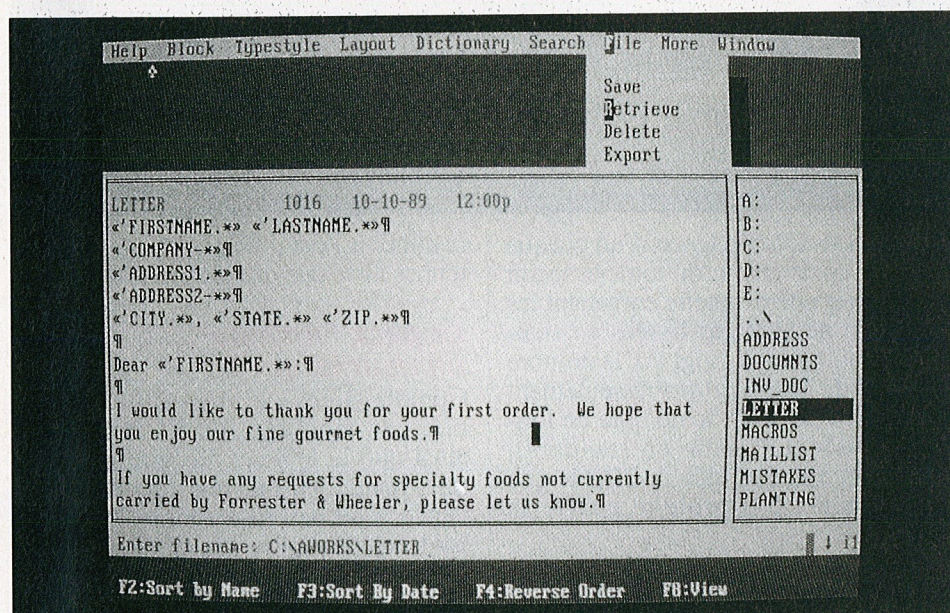 Help Block Typestyle Layout Dictionary Search File More Window
Save
Retrieve
Delete
Export
LETTER 1016 10-10-89 12:00p
«'FIRSTNAME.*» «'LASTNAME.*»¶
«'COMPANY-*»¶
«'ADDRESS1.*»¶
«'ADDRESS2-*»¶
«'CITY.*», «'STATE.*» «'ZIP.*»¶
¶
Dear «'FIRSTNAME.*»:¶
¶
I would like to thank you for your first order. We hope that
you enjoy our fine gourmet foods.¶
¶
If you have any requests for specialty foods not currently
carried by Forrester & Wheeler, please let us know.¶
A:
B:
C:
D:
E:
..\
ADDRESS
DOCUMNTS
INV_DOC
LETTER
MACROS
MAILLIST
MISTAKES
PLANTING
Enter filename: C:\AWORKS\LETTER
↓ i1
F2:Sort by Name F3:Sort By Date F4:Reverse Order F8:View